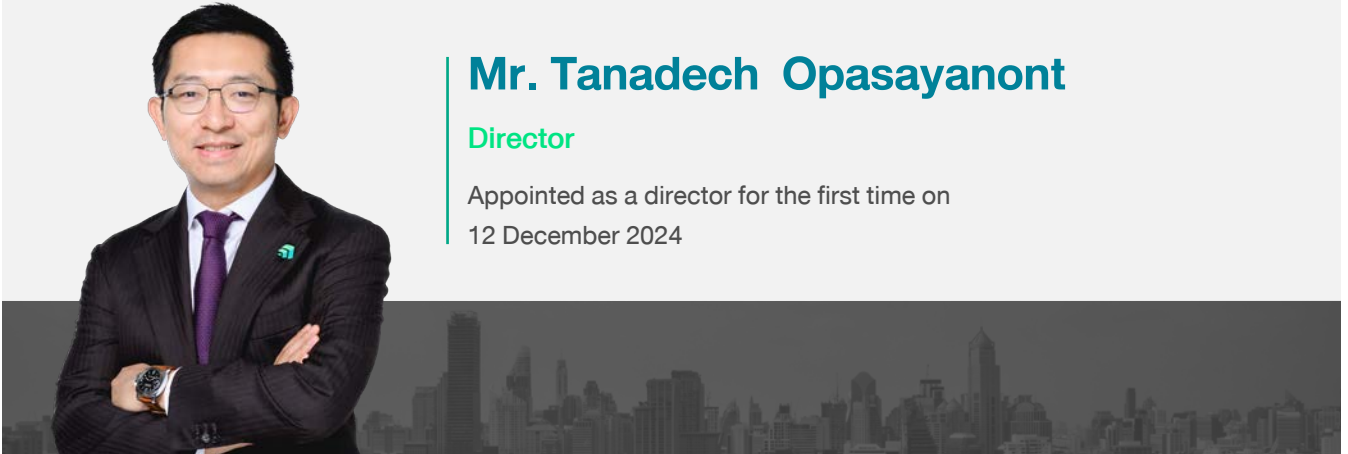 Mr. Tanadech Opasayanont
Director
Appointed as a director for the first time on
12 December 2024